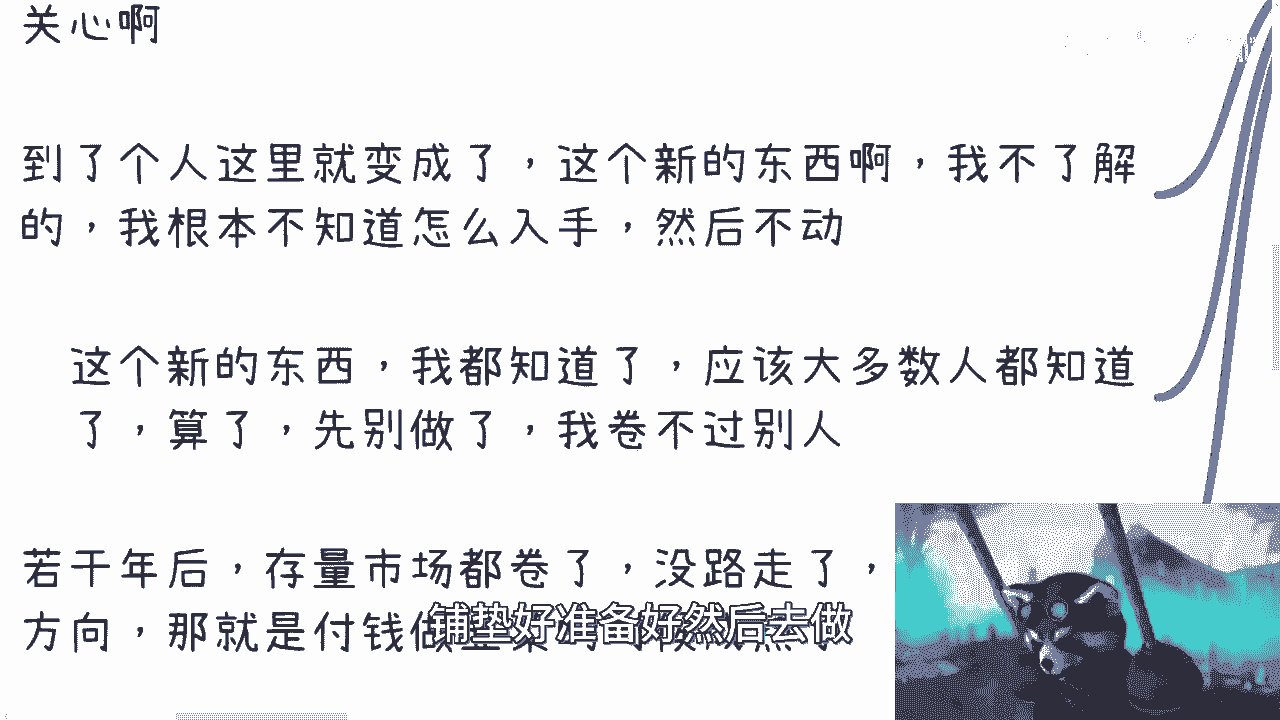 关心啊
到了个人这里就变成了，这个新的东西啊，我不了解
的，我根本不知道怎么入手，然后不动
这个新的东西，我都知道了，应该大多数人都知道
了，算了，先别做了，我卷不过别人
若干年后，存量市场都卷了，没路走了，
方向，那就是付钱做
铺垫好准备好然后去做